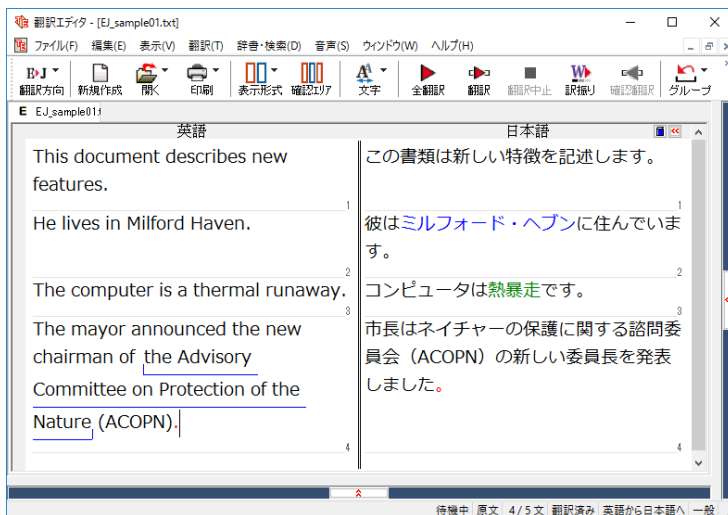 翻訳エディタ - [EJ_sample01.txt]
ファイル(F) 編集(E) 表示(V) 翻訳(T) 辞書・検索(D) 音声(S) ウィンドウ(W) ヘルプ(H)
E▸J
翻訳方向 新規作成 開く 印刷 表示形式 確認エリア 文字 全翻訳 翻訳 翻訳中止 訳振り 確認翻訳 グループ
E EJ_sample01.t
英語 日本語
This document describes new
features.
1
この書類は新しい特徴を記述します。
1
He lives in Milford Haven.
2
彼はミルフォード・ヘブンに住んでいま
す。
2
The computer is a thermal runaway.
3
コンピュータは熱暴走です。
3
The mayor announced the new
chairman of the Advisory
Committee on Protection of the
Nature (ACOPN).
4
市長はネイチャーの保護に関する諮問委
員会（ACOPN）の新しい委員長を発表
しました。
4
待機中 原文 4/5文 翻訳済み 英語から日本語へ 一般